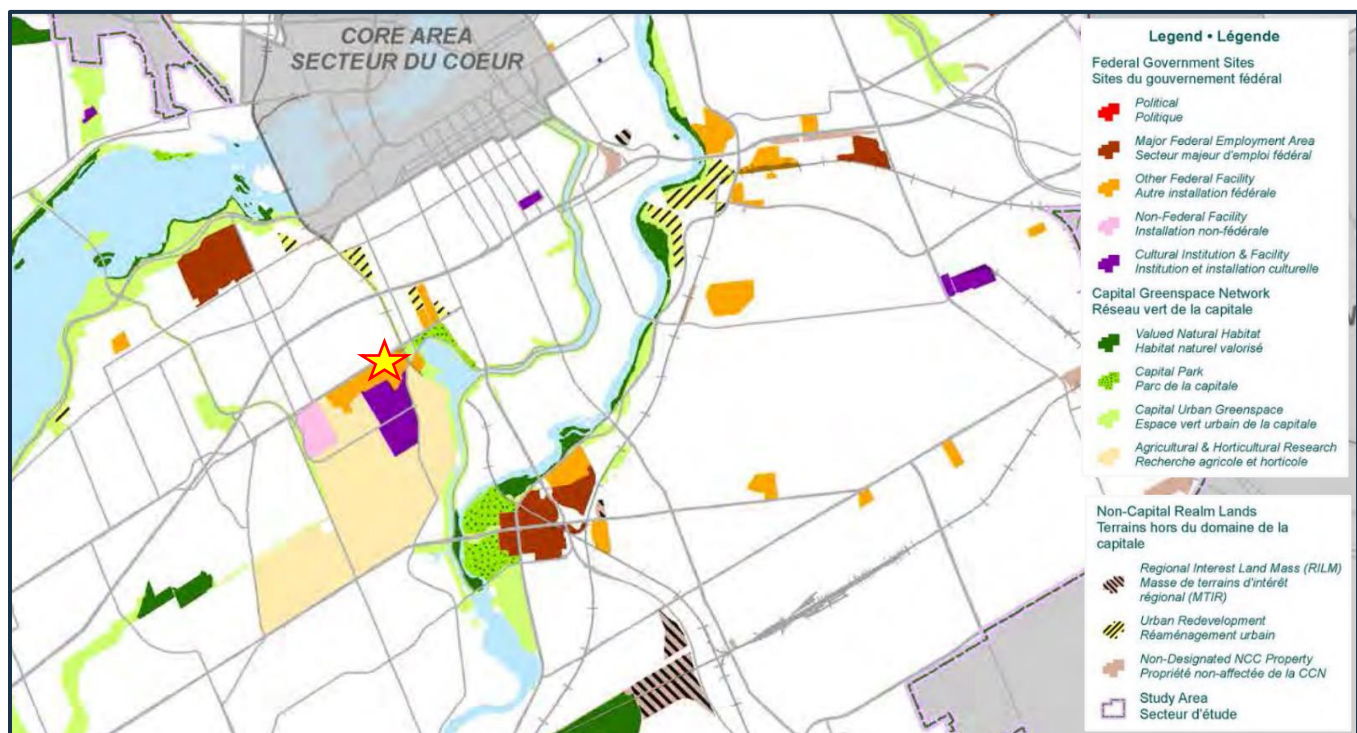 CORE AREA
SECTEUR DU COEUR
Legend • Légende
Federal Government Sites
Sites du gouvernement fédéral
Political
Politique
Major Federal Employment Area
Secteur majeur d'emploi fédéral
Other Federal Facility
Autre installation fédérale
Non-Federal Facility
Installation non-fédérale
Cultural Institution & Facility
Institution et installation culturelle
Capital Greenspace Network
Réseau vert de la capitale
Valued Natural Habitat
Habitat naturel valorisé
Capital Park
Parc de la capitale
Capital Urban Greenspace
Espace vert urbain de la capitale
Agricultural & Horticultural Research
Recherche agricole et horticole
Non-Capital Realm Lands
Terrains hors du domaine de la
capitale
Regional Interest Land Mass (RILM)
Masse de terrains d'intérêt
régional (MTIR)
Urban Redevelopment
Réaménagement urbain
Non-Designated NCC Property
Propriété non-affectée de la CCN
Study Area
Secteur d'étude